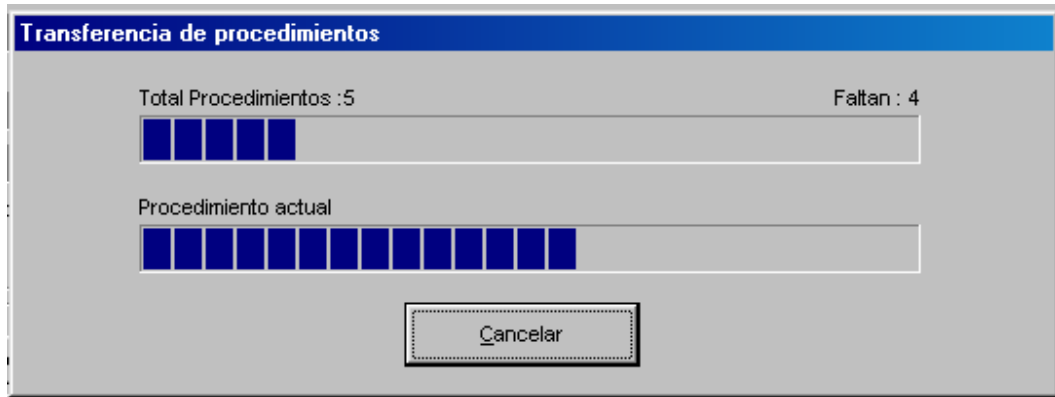 Transferencia de procedimientos
Total Procedimientos :5 Faltan : 4
Procedimiento actual
Cancelar